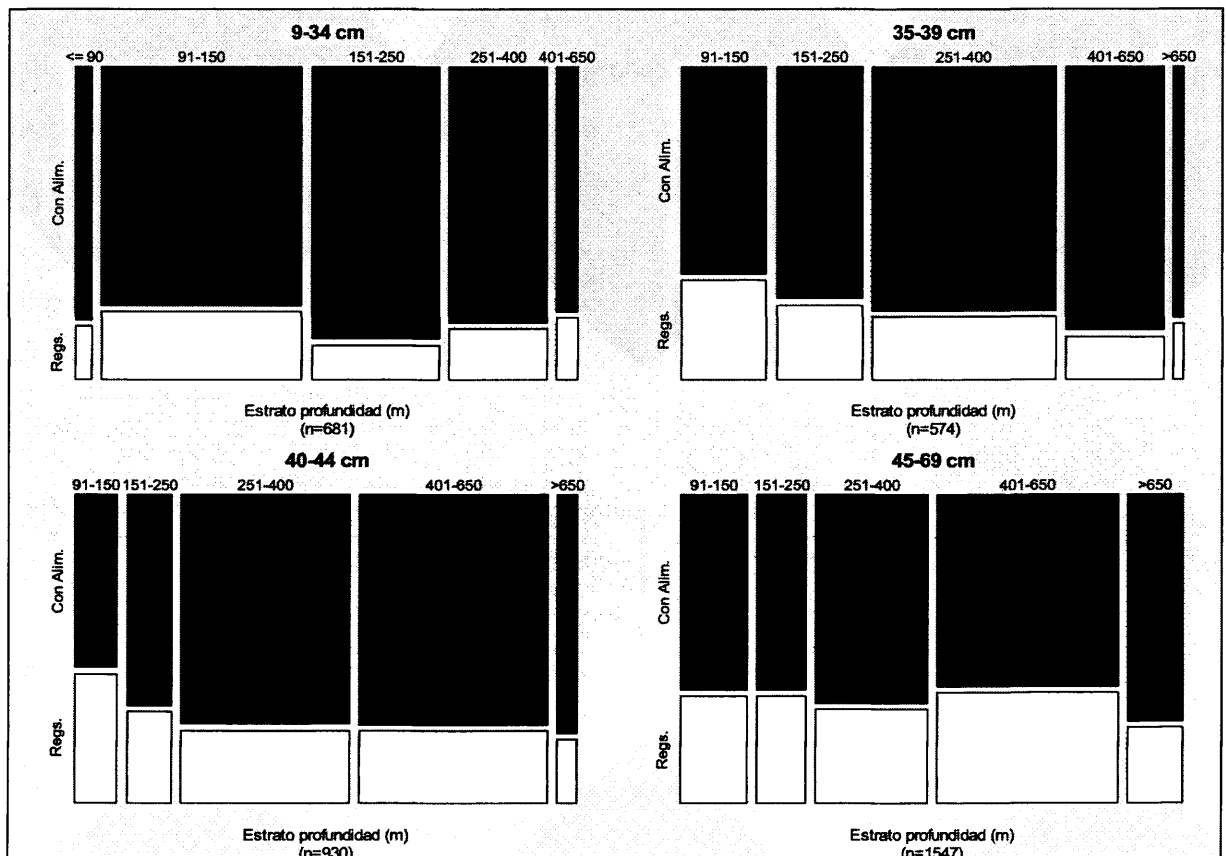 9-34 cm
<= 90 91-150 151-250 251-400 401-650
Con Alim.
Regs.
Estrato profundidad (m)
(n=681)
35-39 cm
91-150 151-250 251-400 401-650 >650
Con Alim.
Regs.
Estrato profundidad (m)
(n=574)
40-44 cm
91-150 151-250 251-400 401-650 >650
Con Alim.
Regs.
Estrato profundidad (m)
(n=930)
45-69 cm
91-150 151-250 251-400 401-650 >650
Con Alim.
Regs.
Estrato profundidad (m)
(n=1547)